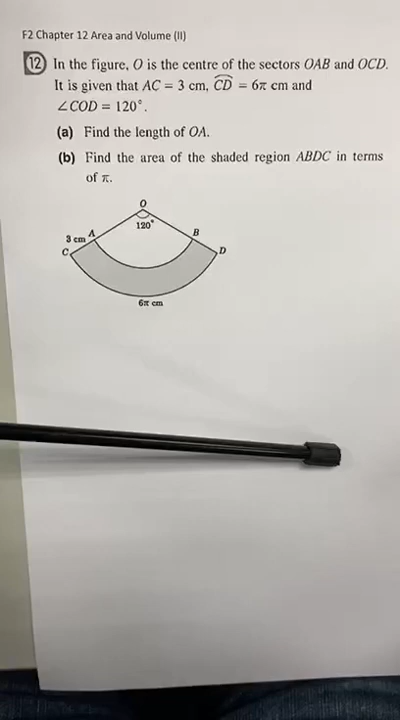 F2 Chapter 12 Area and Volume (II)
12 In the figure, O is the centre of the sectors OAB and OCD.
It is given that AC = 3 cm, C͡D = 6π cm and
∠COD = 120°.
(a) Find the length of OA.
(b) Find the area of the shaded region ABDC in terms
of π.
O
120°
A
B
3 cm
C
D
6π cm